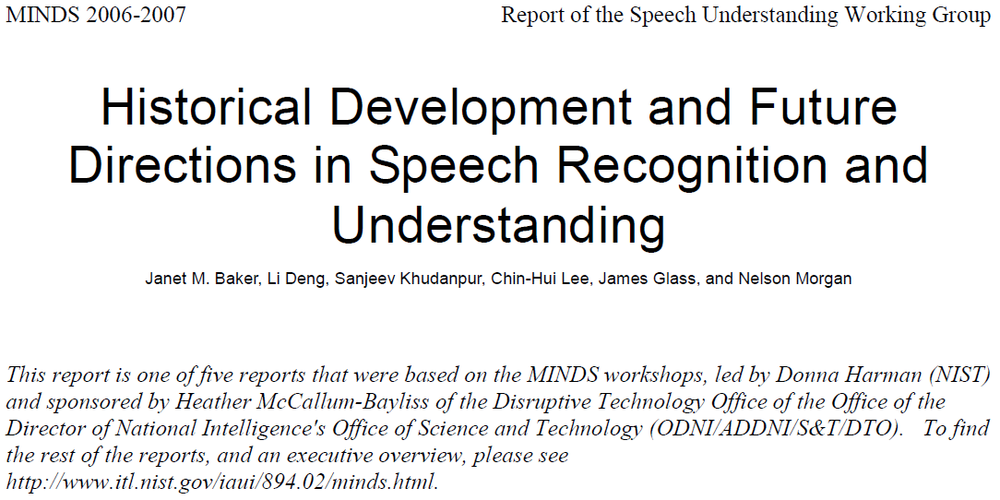 MINDS 2006-2007 Report of the Speech Understanding Working Group
Historical Development and Future
Directions in Speech Recognition and
Understanding
Janet M. Baker, Li Deng, Sanjeev Khudanpur, Chin-Hui Lee, James Glass, and Nelson Morgan
This report is one of five reports that were based on the MINDS workshops, led by Donna Harman (NIST)
and sponsored by Heather McCallum-Bayliss of the Disruptive Technology Office of the Office of the
Director of National Intelligence's Office of Science and Technology (ODNI/ADDNI/S&T/DTO). To find
the rest of the reports, and an executive overview, please see
http://www.itl.nist.gov/iaui/894.02/minds.html.